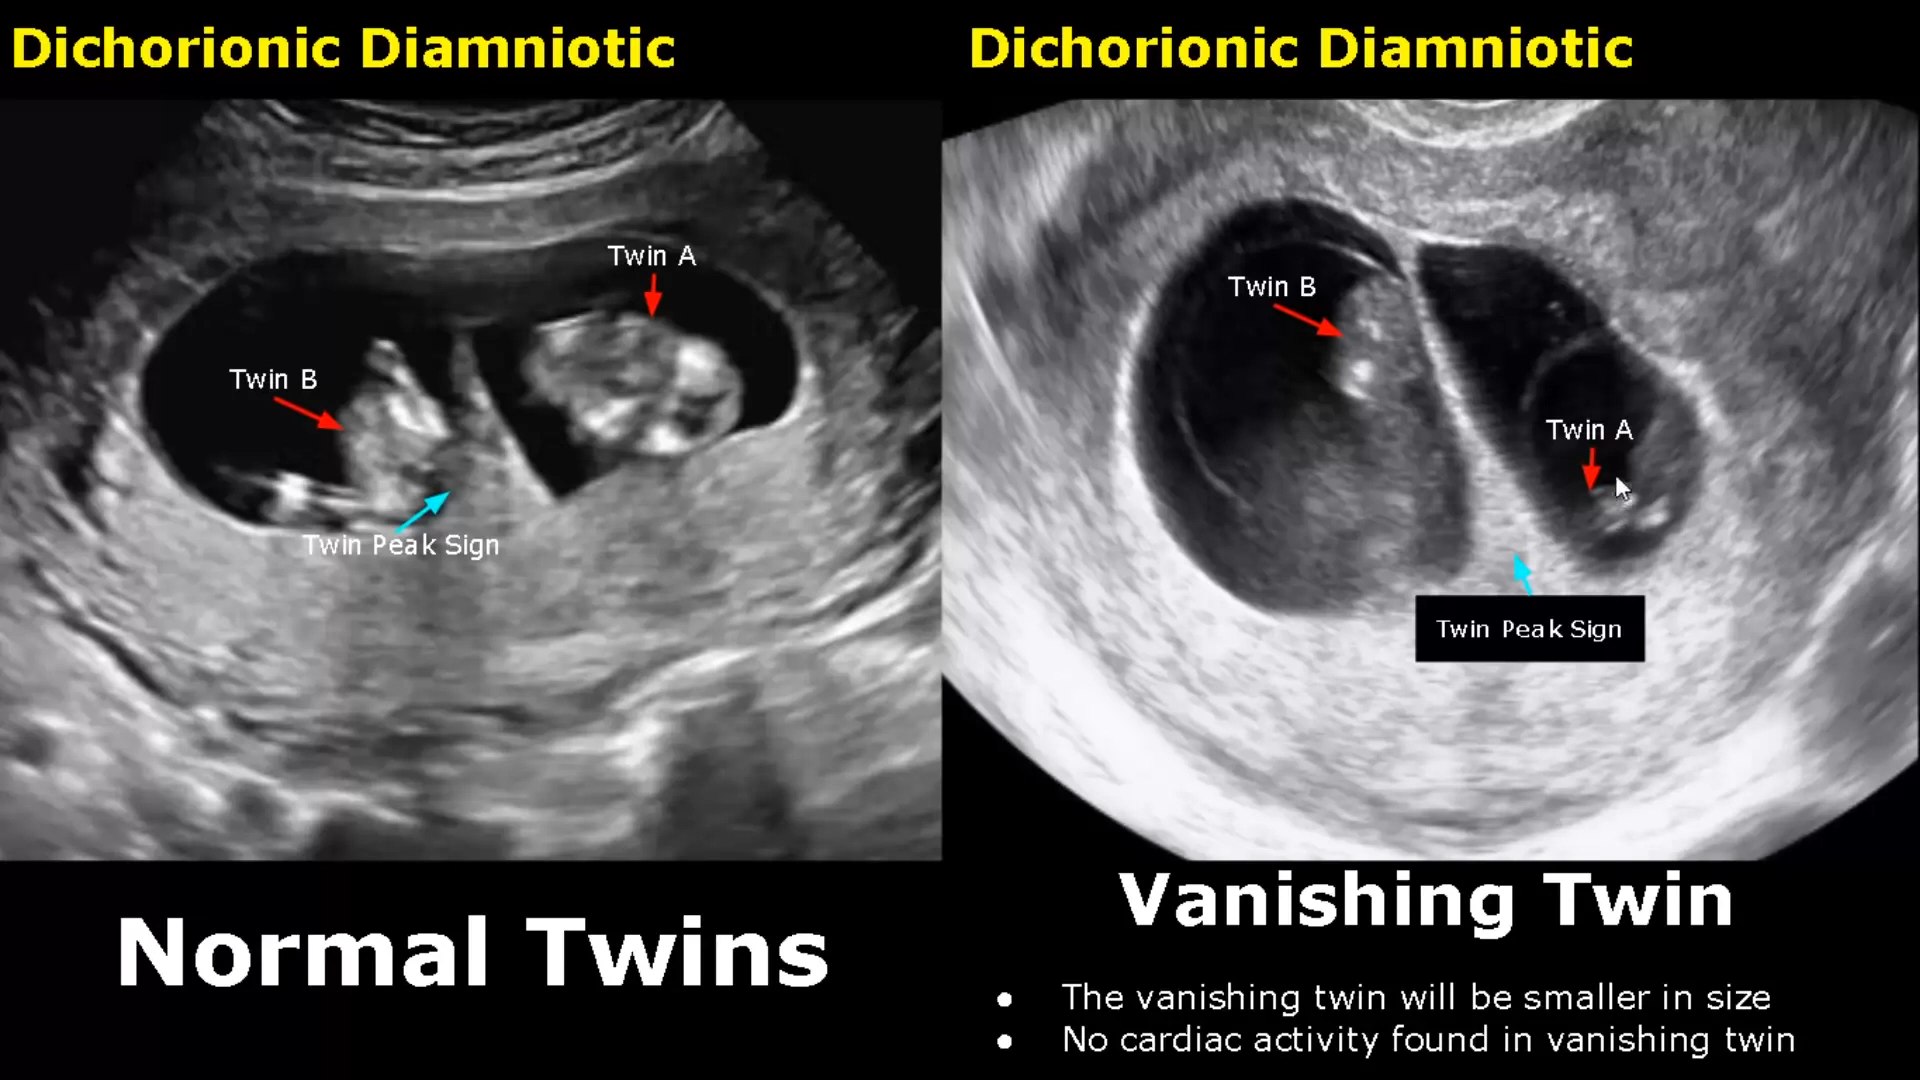 Dichorionic Diamniotic
Twin A
Twin B
Twin Peak Sign
Normal Twins
Dichorionic Diamniotic
Twin B
Twin A
Twin Peak Sign
Vanishing Twin
• The vanishing twin will be smaller in size
• No cardiac activity found in vanishing twin